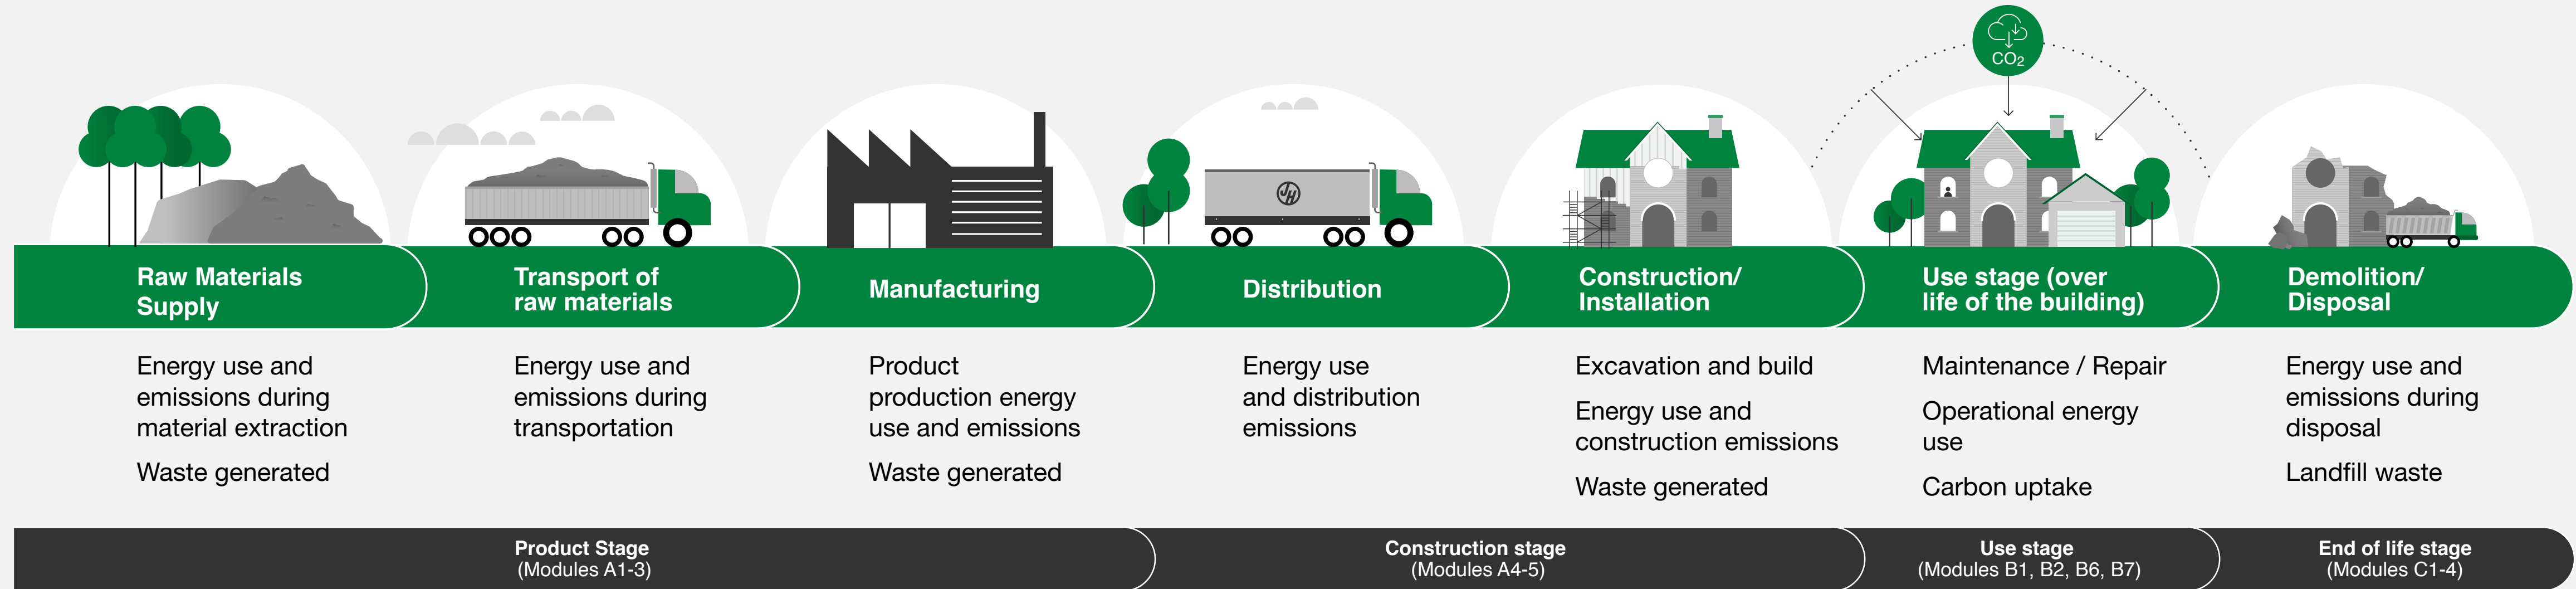 CO₂
JH
Raw Materials
Supply
Energy use and
emissions during
material extraction
Waste generated
Transport of
raw materials
Energy use and
emissions during
transportation
Manufacturing
Product
production energy
use and emissions
Waste generated
Distribution
Energy use
and distribution
emissions
Construction/
Installation
Excavation and build
Energy use and
construction emissions
Waste generated
Use stage (over
life of the building)
Maintenance / Repair
Operational energy
use
Carbon uptake
Demolition/
Disposal
Energy use and
emissions during
disposal
Landfill waste
Product Stage
(Modules A1-3)
Construction stage
(Modules A4-5)
Use stage
(Modules B1, B2, B6, B7)
End of life stage
(Modules C1-4)